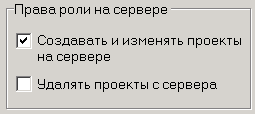 Права роли на сервере
Создавать и изменять проекты
на сервере
Удалять проекты с сервера